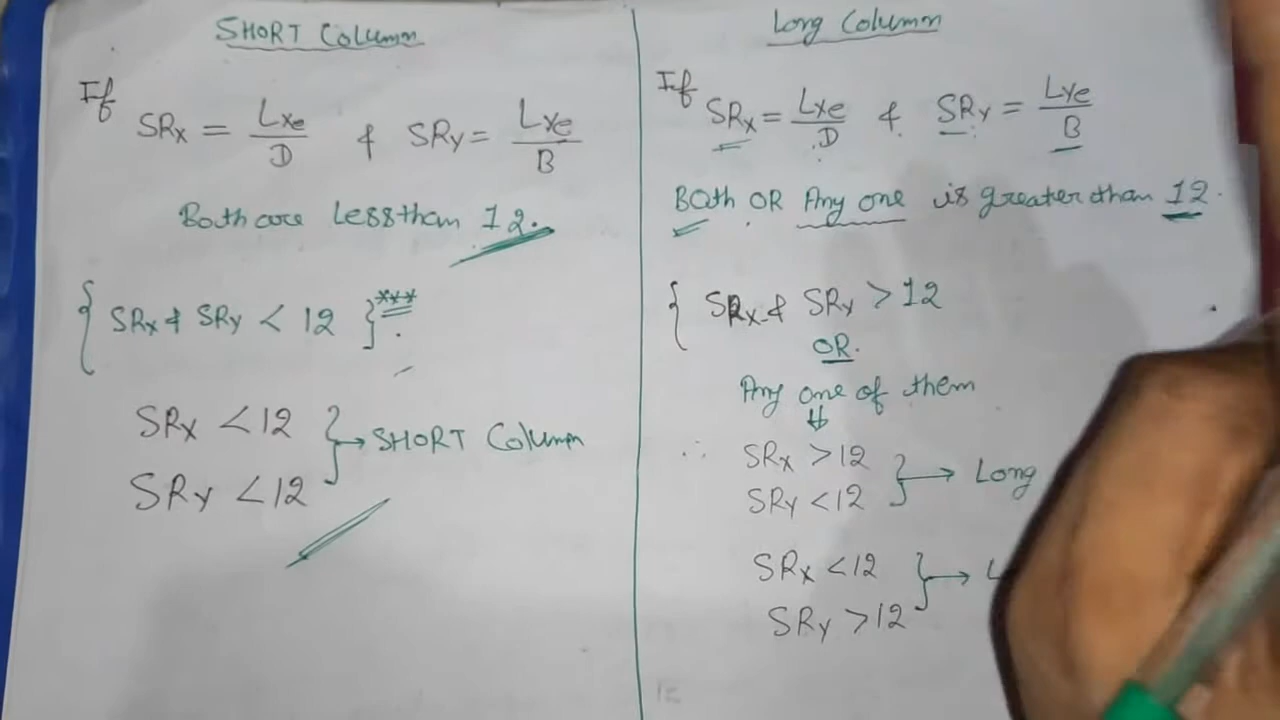 SHORT Column
If
SRx = Lxe/D & SRy = Lye/B
Both are Less than 12.
{ SRx & SRy < 12 } ***
SRx < 12
SRy < 12 } → SHORT Column
Long Column
If
SRx = Lxe/D & SRy = Lye/B
Both OR Any one is greater than 12.
{ SRx & SRy > 12
OR.
Any one of them
∴ SRx > 12
SRy < 12 } → Long
SRx < 12
SRy > 12 } → L